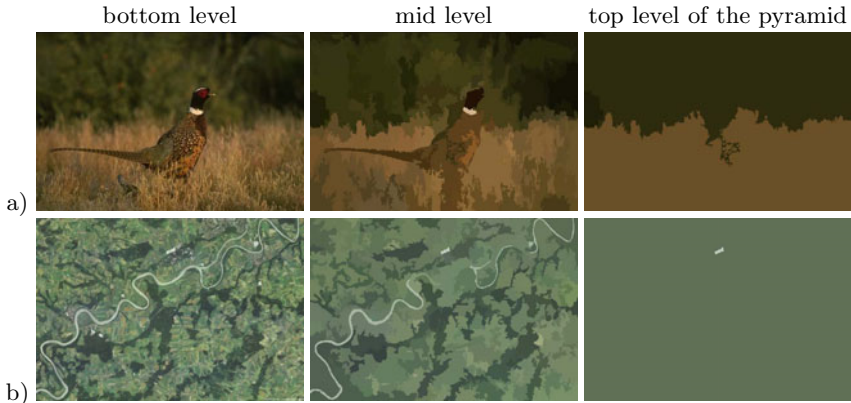 bottom level
mid level
top level of the pyramid
a)
b)